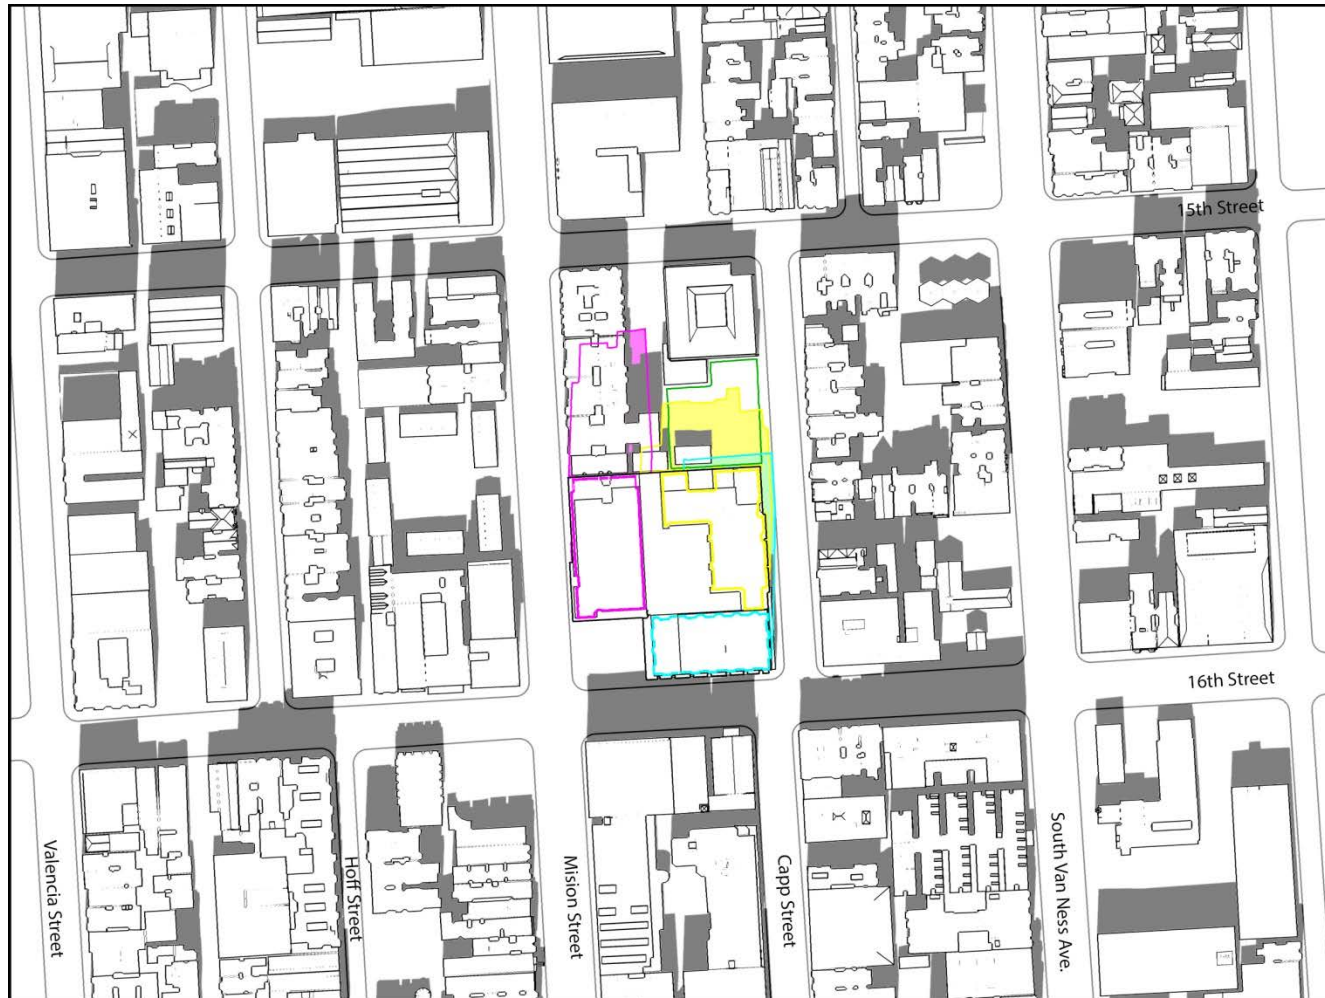 15th Street
16th Street
Valencia Street
Hoff Street
Mision Street
Capp Street
South Van Ness Ave.